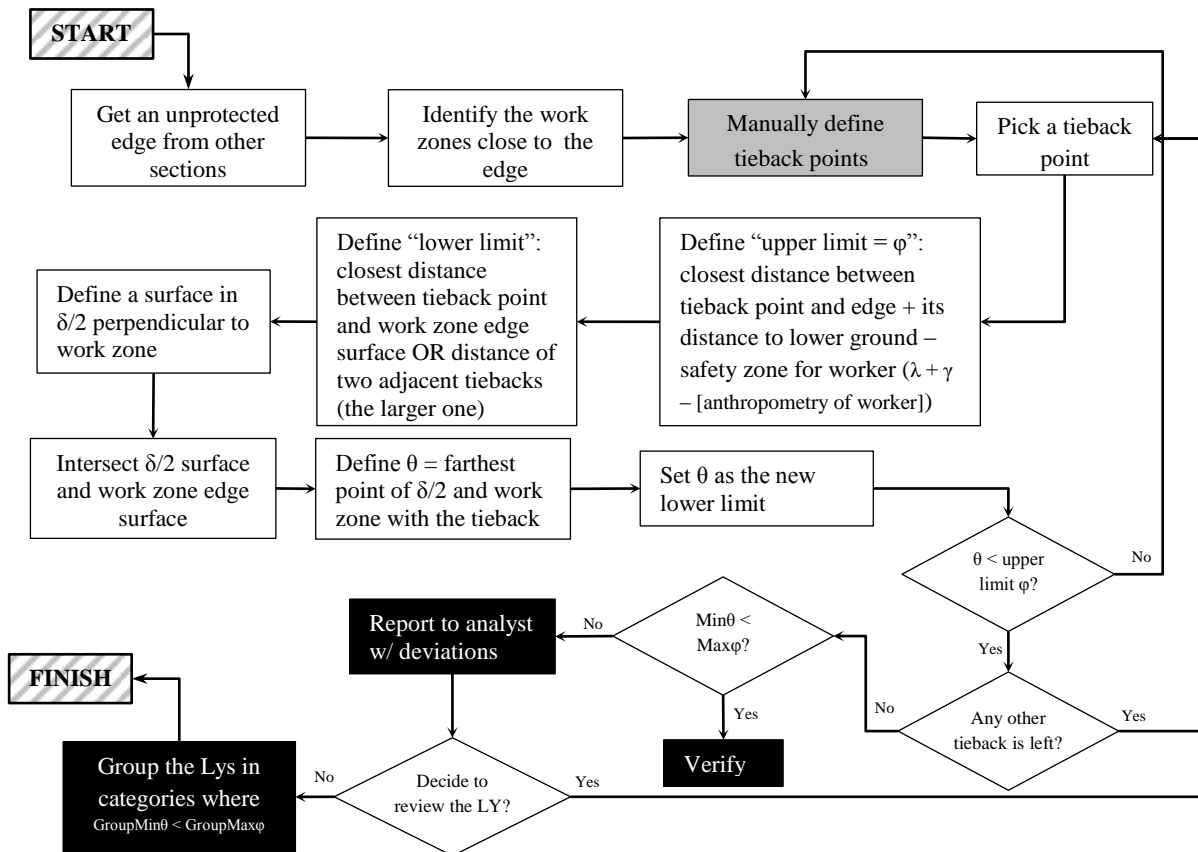 START
Get an unprotected
edge from other
sections
Identify the work
zones close to the
edge
Manually define
tieback points
Pick a tieback
point
Define “upper limit = φ”:
closest distance between
tieback point and edge + its
distance to lower ground –
safety zone for worker (λ + γ
– [anthropometry of worker])
Define “lower limit”:
closest distance
between tieback point
and work zone edge
surface OR distance of
two adjacent tiebacks
(the larger one)
Define a surface in
δ/2 perpendicular to
work zone
Intersect δ/2 surface
and work zone edge
surface
Define θ = farthest
point of δ/2 and work
zone with the tieback
Set θ as the new
lower limit
θ < upper
limit φ?
No
Yes
Any other
tieback is left?
Yes
No
Minθ <
Maxφ?
No
Yes
Verify
Report to analyst
w/ deviations
Decide to
review the LY?
Yes
No
Group the Lys in
categories where
GroupMinθ < GroupMaxφ
FINISH